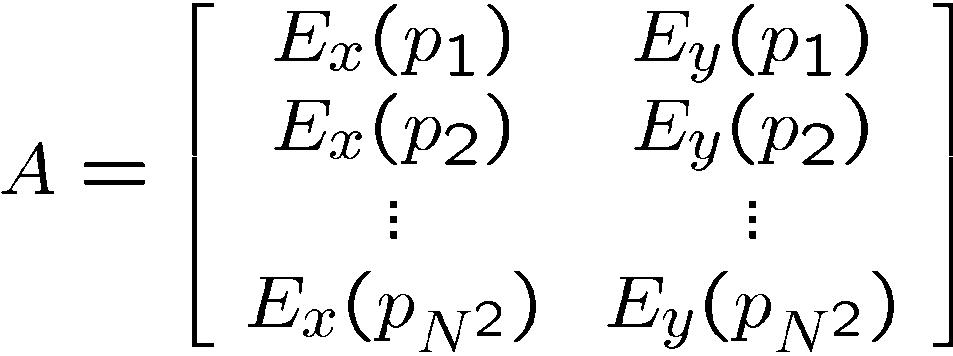 A = [ E_x(p_1) E_y(p_1)
E_x(p_2) E_y(p_2)
⋮ ⋮
E_x(p_{N^2}) E_y(p_{N^2}) ]